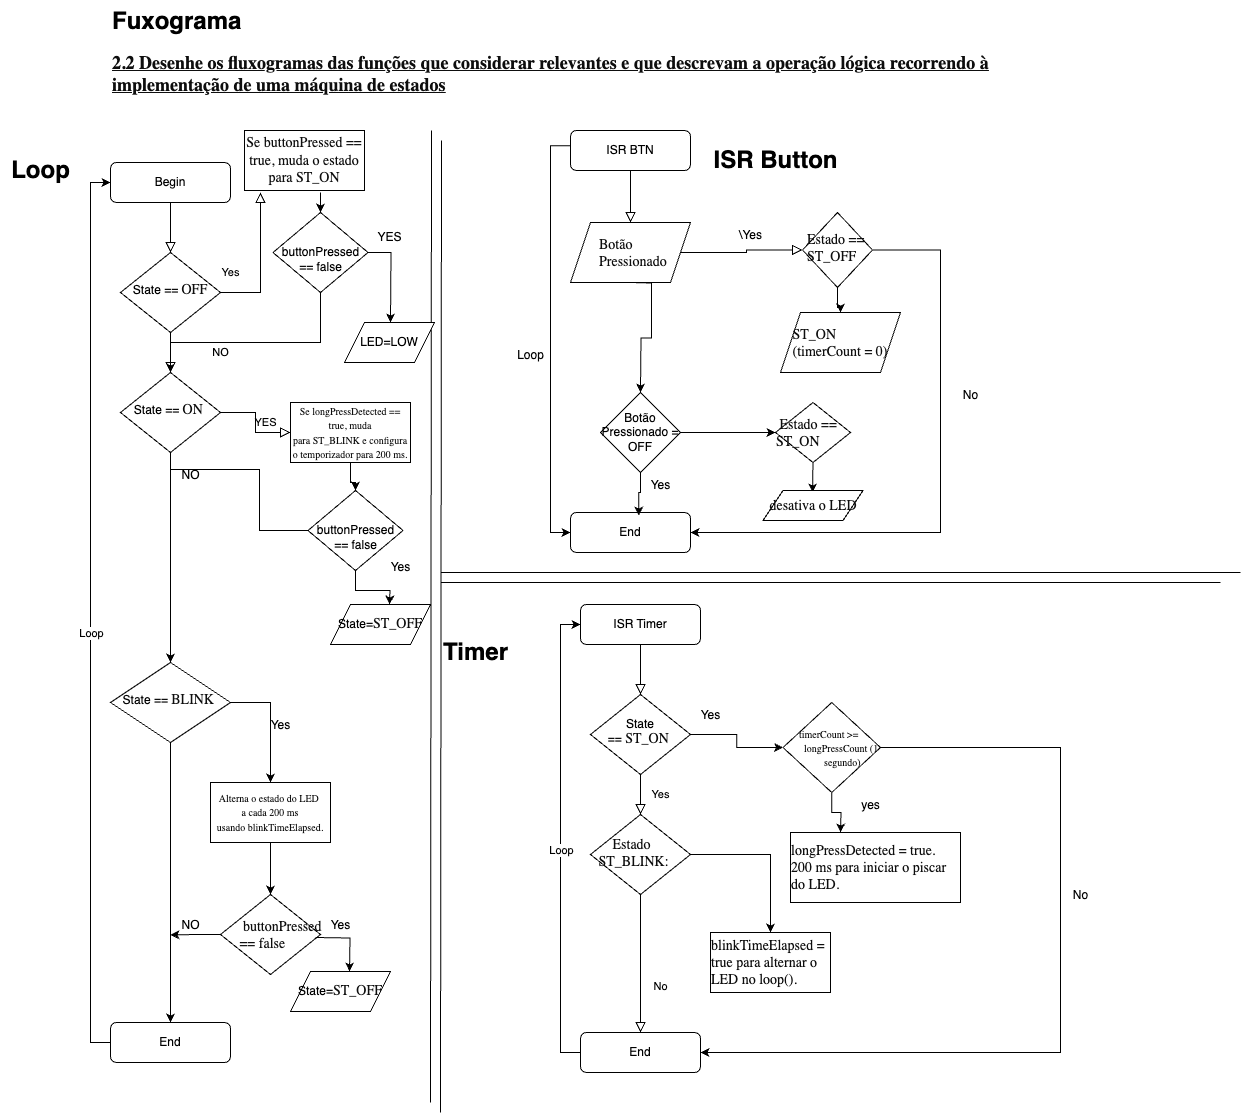 Fuxograma
2.2 Desenhe os fluxogramas das funções que considerar relevantes e que descrevam a operação lógica recorrendo à
implementação de uma máquina de estados
Loop
Begin
Se buttonPressed ==
true, muda o estado
para ST_ON
buttonPressed
== false
YES
LED=LOW
State == OFF
Yes
NO
State == ON
YES
Se longPressDetected ==
true, muda
para ST_BLINK e configura
o temporizador para 200 ms.
NO
buttonPressed
== false
Yes
State=ST_OFF
Loop
State == BLINK
Yes
Alterna o estado do LED
a cada 200 ms
usando blinkTimeElapsed.
buttonPressed
== false
NO
Yes
State=ST_OFF
End
ISR Button
ISR BTN
Botão
Pressionado
\Yes
Estado ==
ST_OFF
ST_ON
(timerCount = 0)
Loop
No
Botão
Pressionado =
OFF
Estado ==
ST_ON
Yes
desativa o LED
End
Timer
ISR Timer
State
== ST_ON
Yes
timerCount >=
longPressCount (1
segundo)
Yes
yes
Estado
ST_BLINK:
longPressDetected = true.
200 ms para iniciar o piscar
do LED.
Loop
No
blinkTimeElapsed =
true para alternar o
LED no loop().
No
End